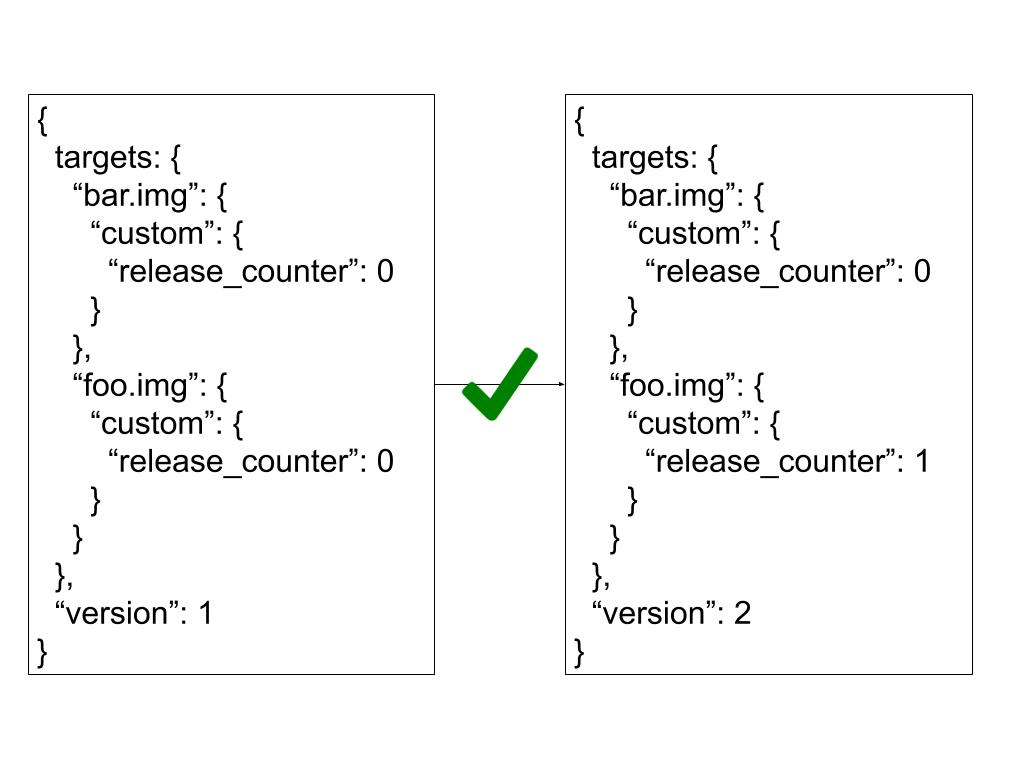 {
targets: {
“bar.img”: {
“custom”: {
“release_counter”: 0
}
},
“foo.img”: {
“custom”: {
“release_counter”: 0
}
}
},
“version”: 1
}
{
targets: {
“bar.img”: {
“custom”: {
“release_counter”: 0
}
},
“foo.img”: {
“custom”: {
“release_counter”: 1
}
}
},
“version”: 2
}